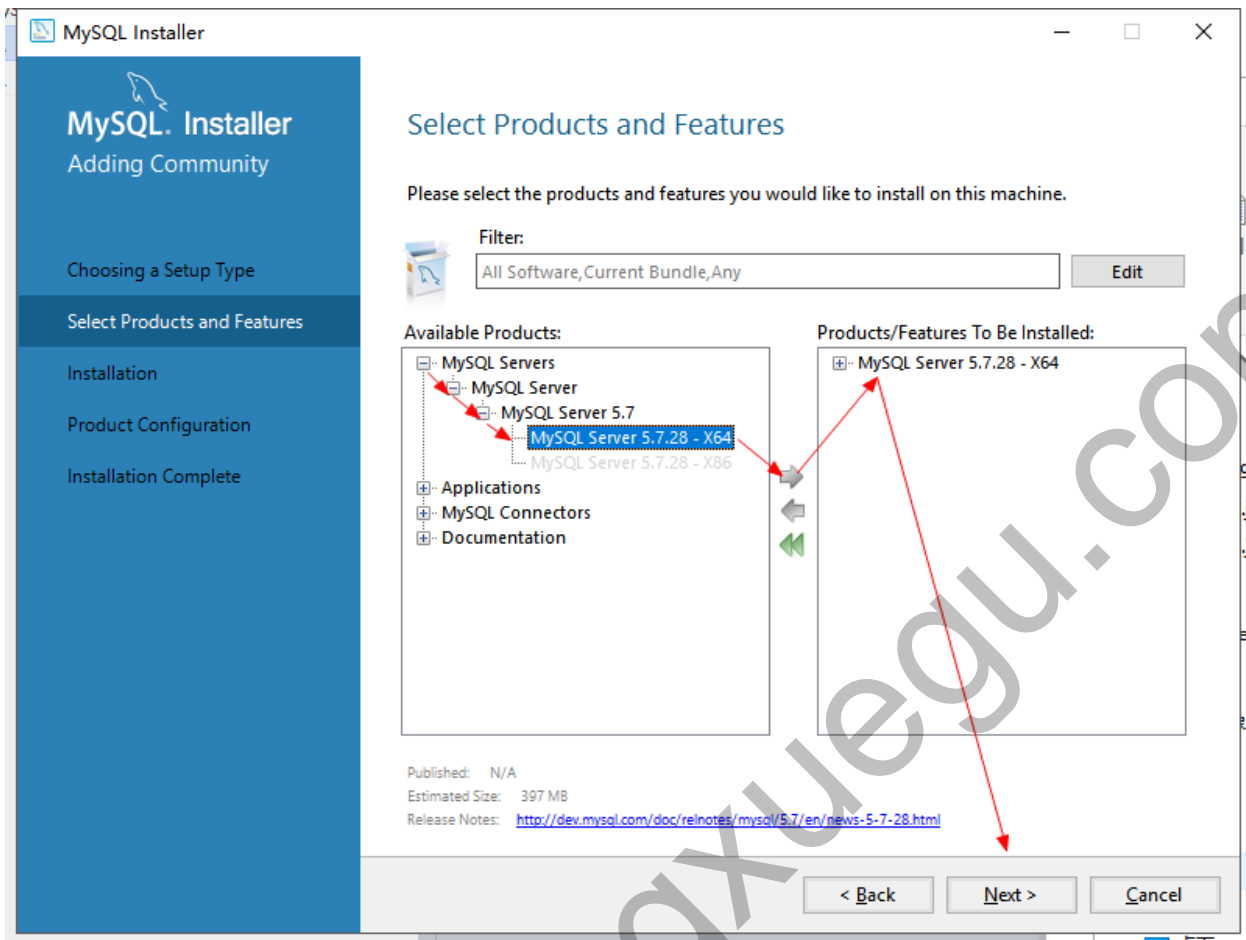 MySQL Installer
MySQL. Installer
Adding Community
Choosing a Setup Type
Select Products and Features
Installation
Product Configuration
Installation Complete
Select Products and Features
Please select the products and features you would like to install on this machine.
Filter:
All Software,Current Bundle,Any
Edit
Available Products:
MySQL Servers
MySQL Server
MySQL Server 5.7
MySQL Server 5.7.28 - X64
MySQL Server 5.7.28 - X86
Applications
MySQL Connectors
Documentation
Products/Features To Be Installed:
MySQL Server 5.7.28 - X64
Published: N/A
Estimated Size: 397 MB
Release Notes: http://dev.mysql.com/doc/relnotes/mysql/5.7/en/news-5-7-28.html
< Back
Next >
Cancel
axuegu.co